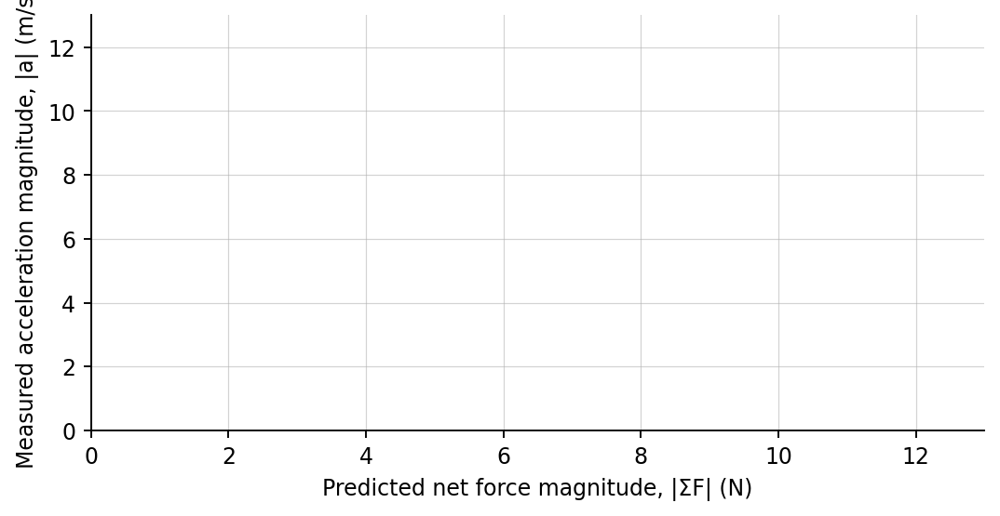 Measured acceleration magnitude, |a| (m/s
12
10
8
6
4
2
0
0 2 4 6 8 10 12
Predicted net force magnitude, |ΣF| (N)